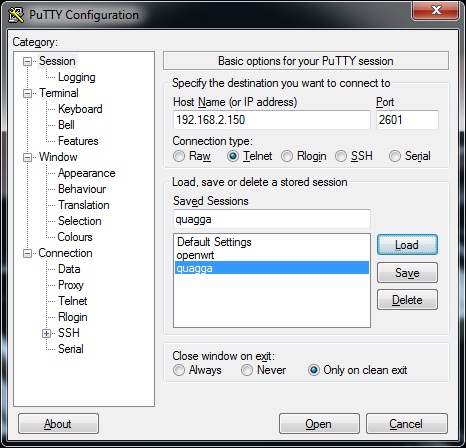 PuTTY Configuration
Category:
Session
Logging
Terminal
Keyboard
Bell
Features
Window
Appearance
Behaviour
Translation
Selection
Colours
Connection
Data
Proxy
Telnet
Rlogin
SSH
Serial
Basic options for your PuTTY session
Specify the destination you want to connect to
Host Name (or IP address) Port
192.168.2.150 2601
Connection type:
Raw Telnet Rlogin SSH Serial
Load, save or delete a stored session
Saved Sessions
quagga
Default Settings
openwrt
quagga
Load
Save
Delete
Close window on exit:
Always Never Only on clean exit
About Open Cancel